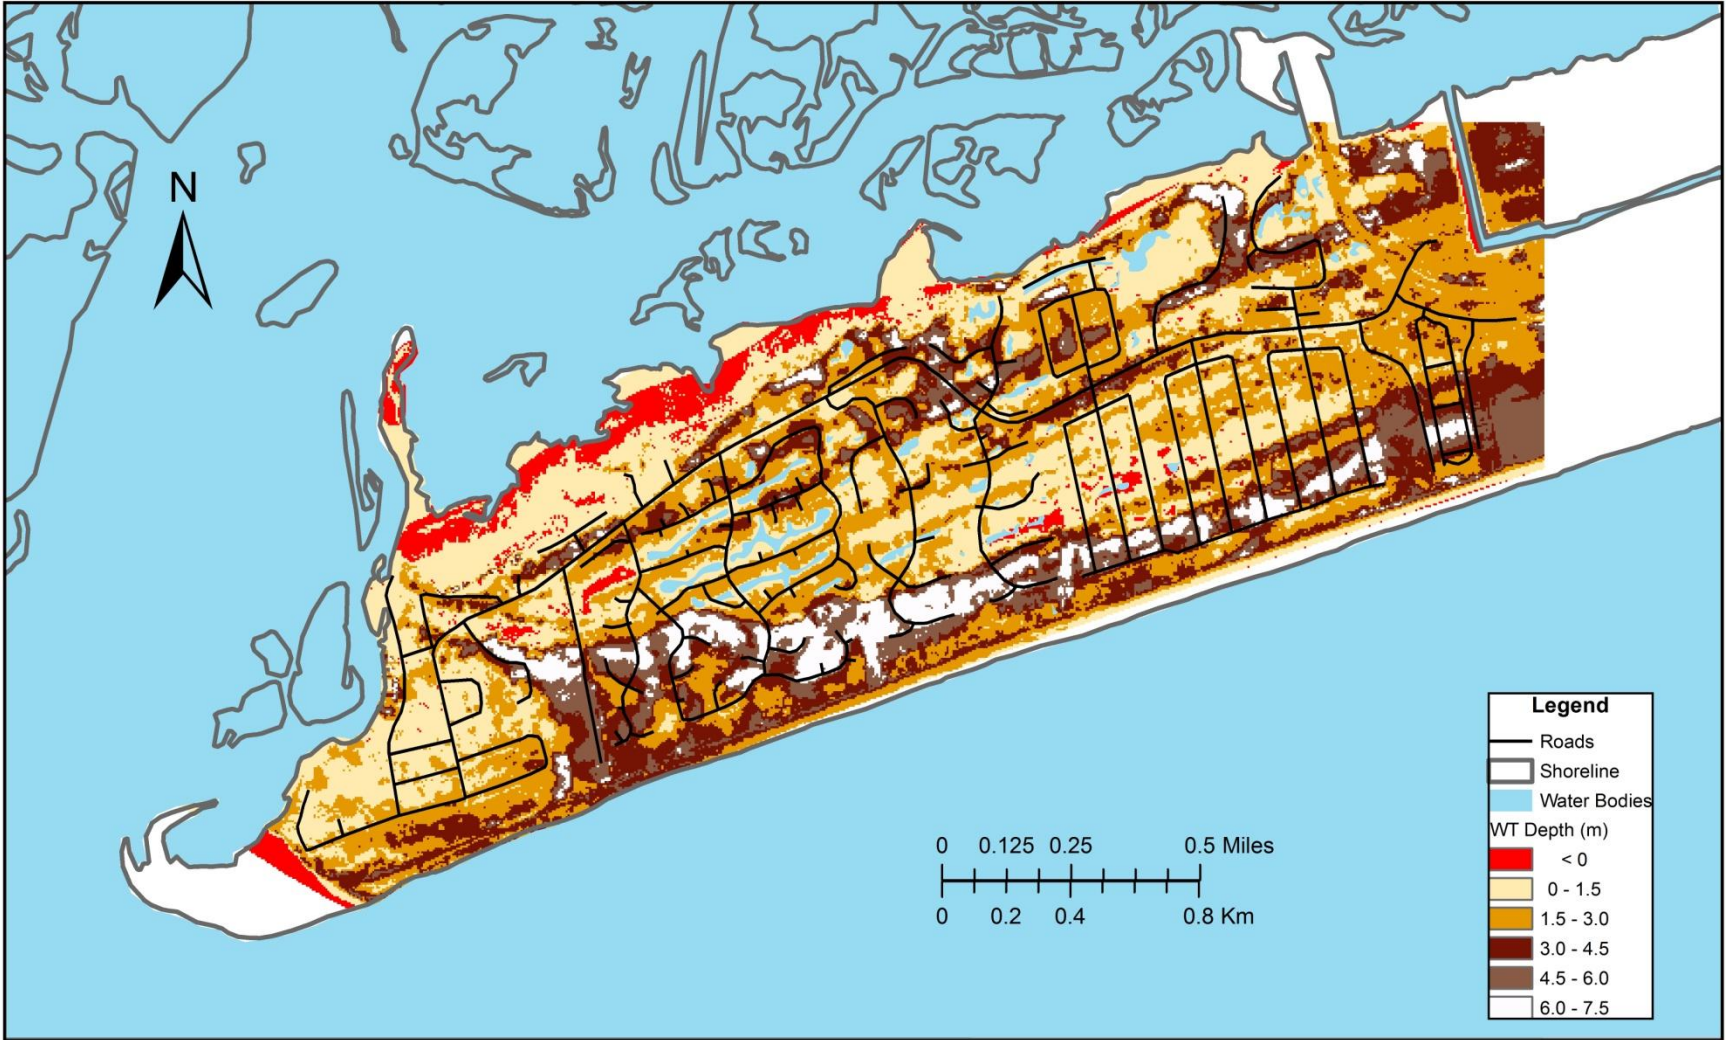 N
Legend
Roads
Shoreline
Water Bodies
WT Depth (m)
< 0
0 - 1.5
1.5 - 3.0
3.0 - 4.5
4.5 - 6.0
6.0 - 7.5
0 0.125 0.25 0.5 Miles
0 0.2 0.4 0.8 Km